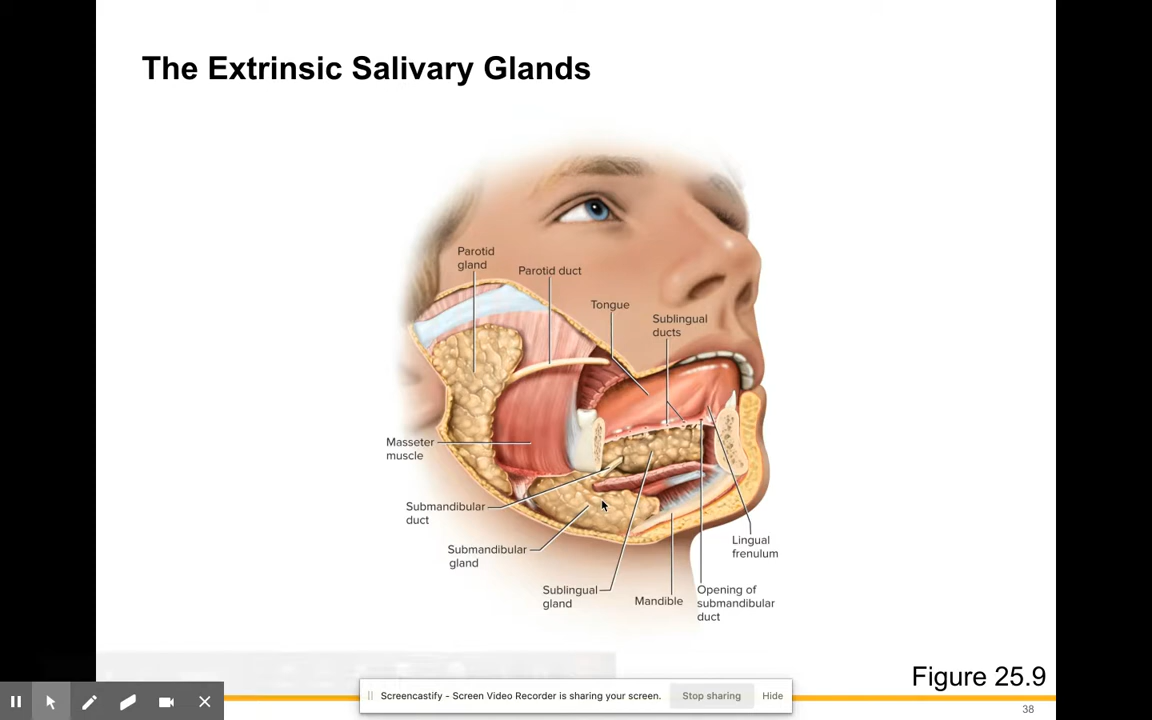 The Extrinsic Salivary Glands
Parotid
gland
Parotid duct
Tongue
Sublingual
ducts
Masseter
muscle
Submandibular
duct
Submandibular
gland
Sublingual
gland
Mandible
Opening of
submandibular
duct
Lingual
frenulum
Figure 25.9
Screencastify - Screen Video Recorder is sharing your screen.
Stop sharing
Hide
38